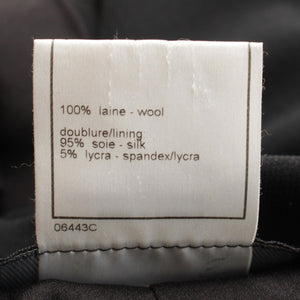 100% laine - wool
doublure/lining
95% soie - silk
5% lycra - spandex/lycra
06443C